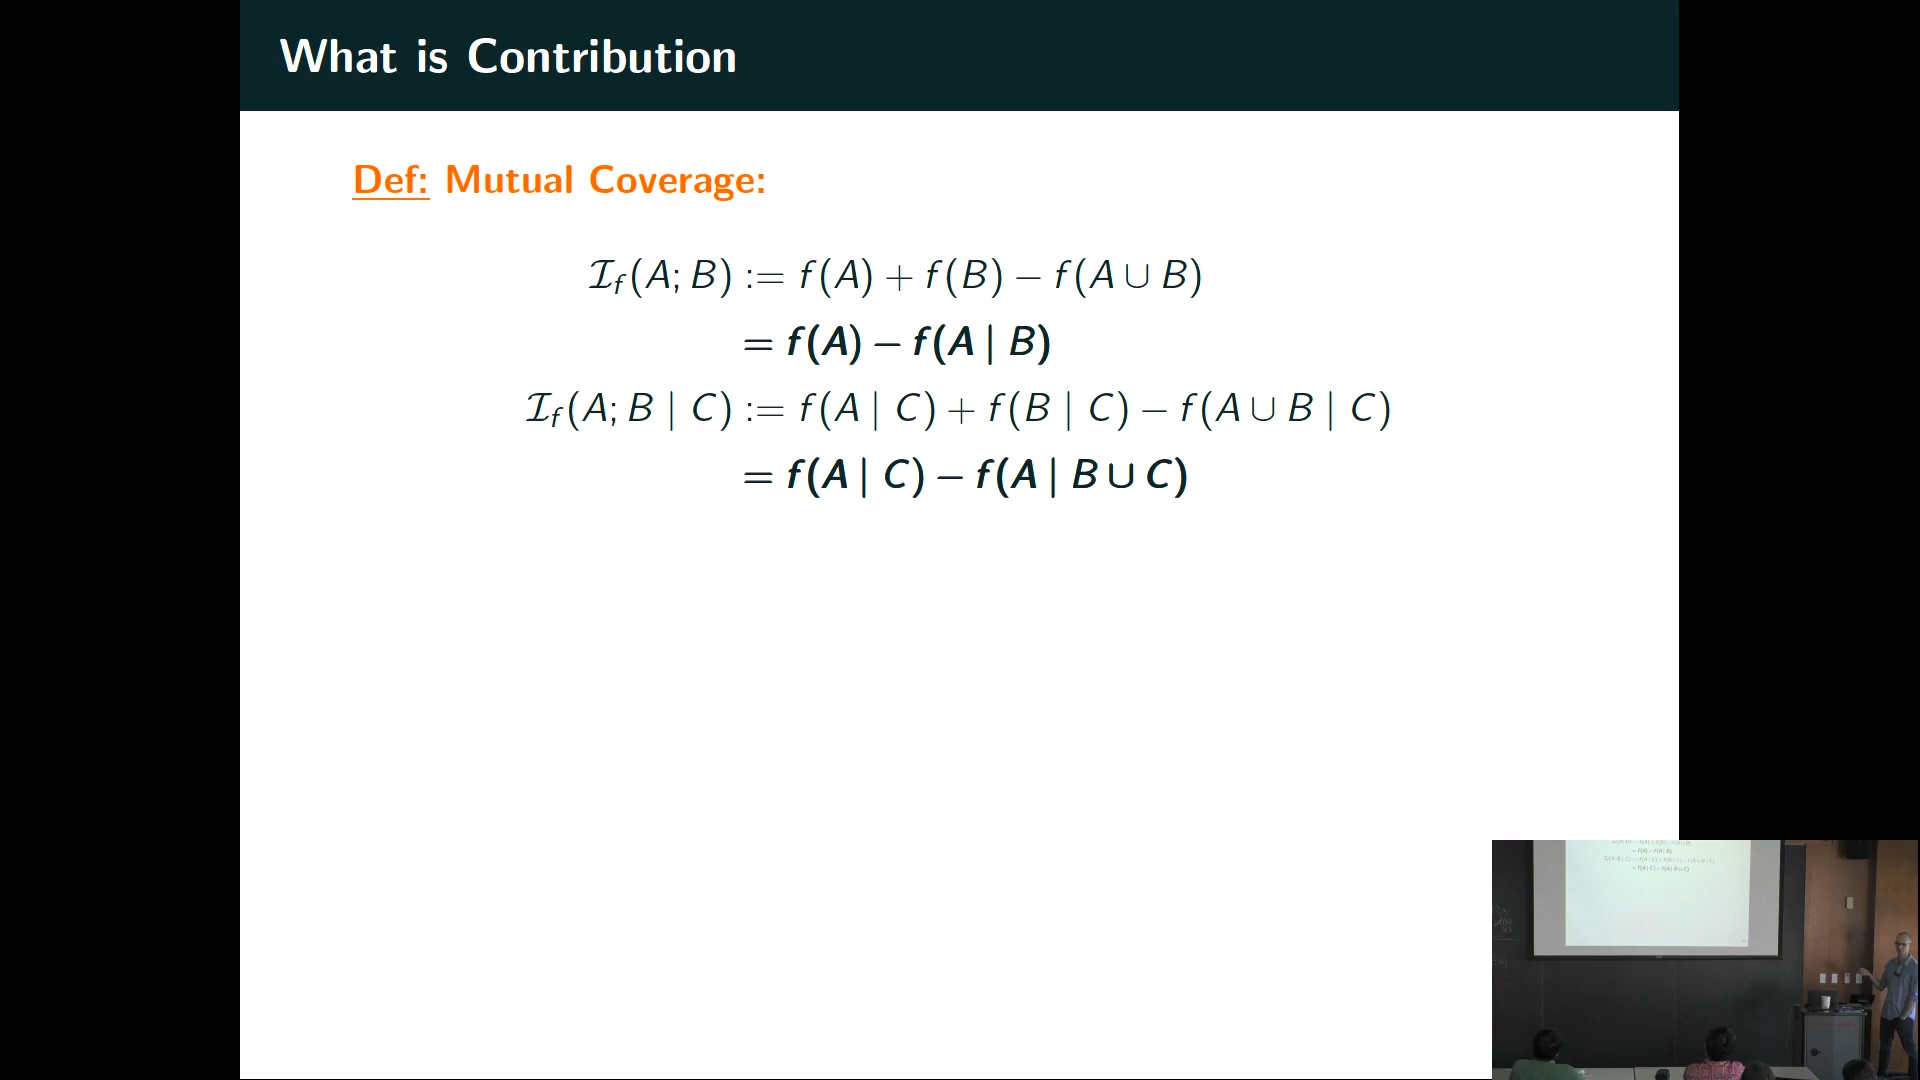 What is Contribution
Def: Mutual Coverage:
ℐ_f(A; B) := f(A) + f(B) − f(A ∪ B)
= f(A) − f(A | B)
ℐ_f(A; B | C) := f(A | C) + f(B | C) − f(A ∪ B | C)
= f(A | C) − f(A | B ∪ C)